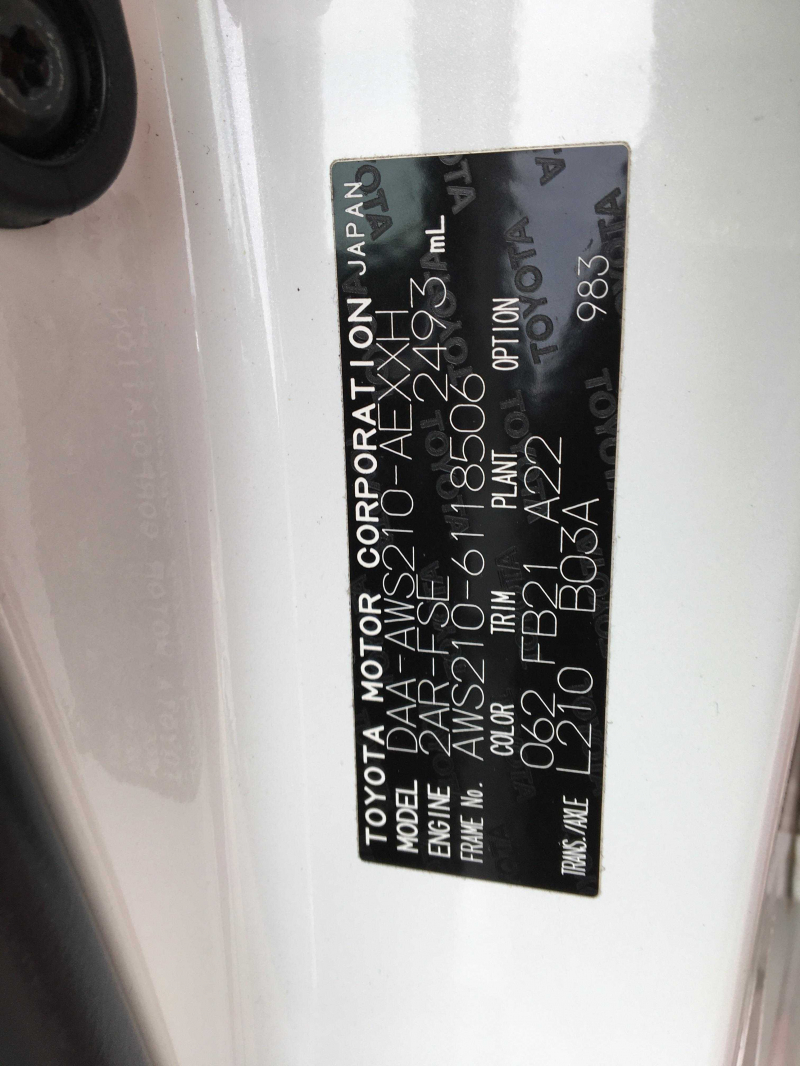 TOYOTA MOTOR CORPORATION JAPAN
MODEL DAA-AWS210-AEXXH
ENGINE 2AR-FSE 2493 mL
FRAME No. AWS210-6118506
COLOR TRIM PLANT OPTION
062 FB21 A22
TRANS./AXLE L210 B03A 983